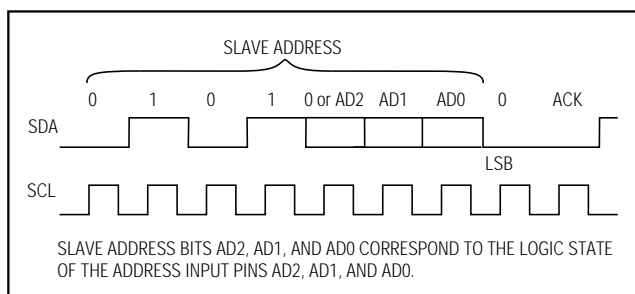 SLAVE ADDRESS
0 1 0 1 0 or AD2 AD1 AD0 0 ACK
SDA
LSB
SCL
SLAVE ADDRESS BITS AD2, AD1, AND AD0 CORRESPOND TO THE LOGIC STATE
OF THE ADDRESS INPUT PINS AD2, AD1, AND AD0.